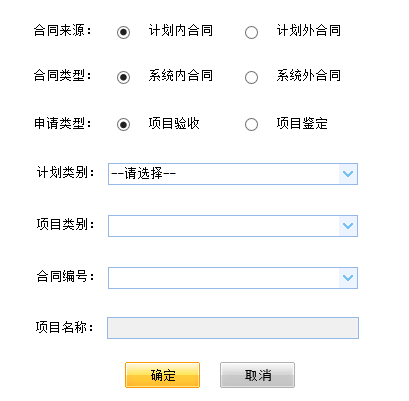 合同来源： 计划内合同 计划外合同
合同类型： 系统内合同 系统外合同
申请类型： 项目验收 项目鉴定
计划类别： --请选择--
项目类别：
合同编号：
项目名称：
确定 取消